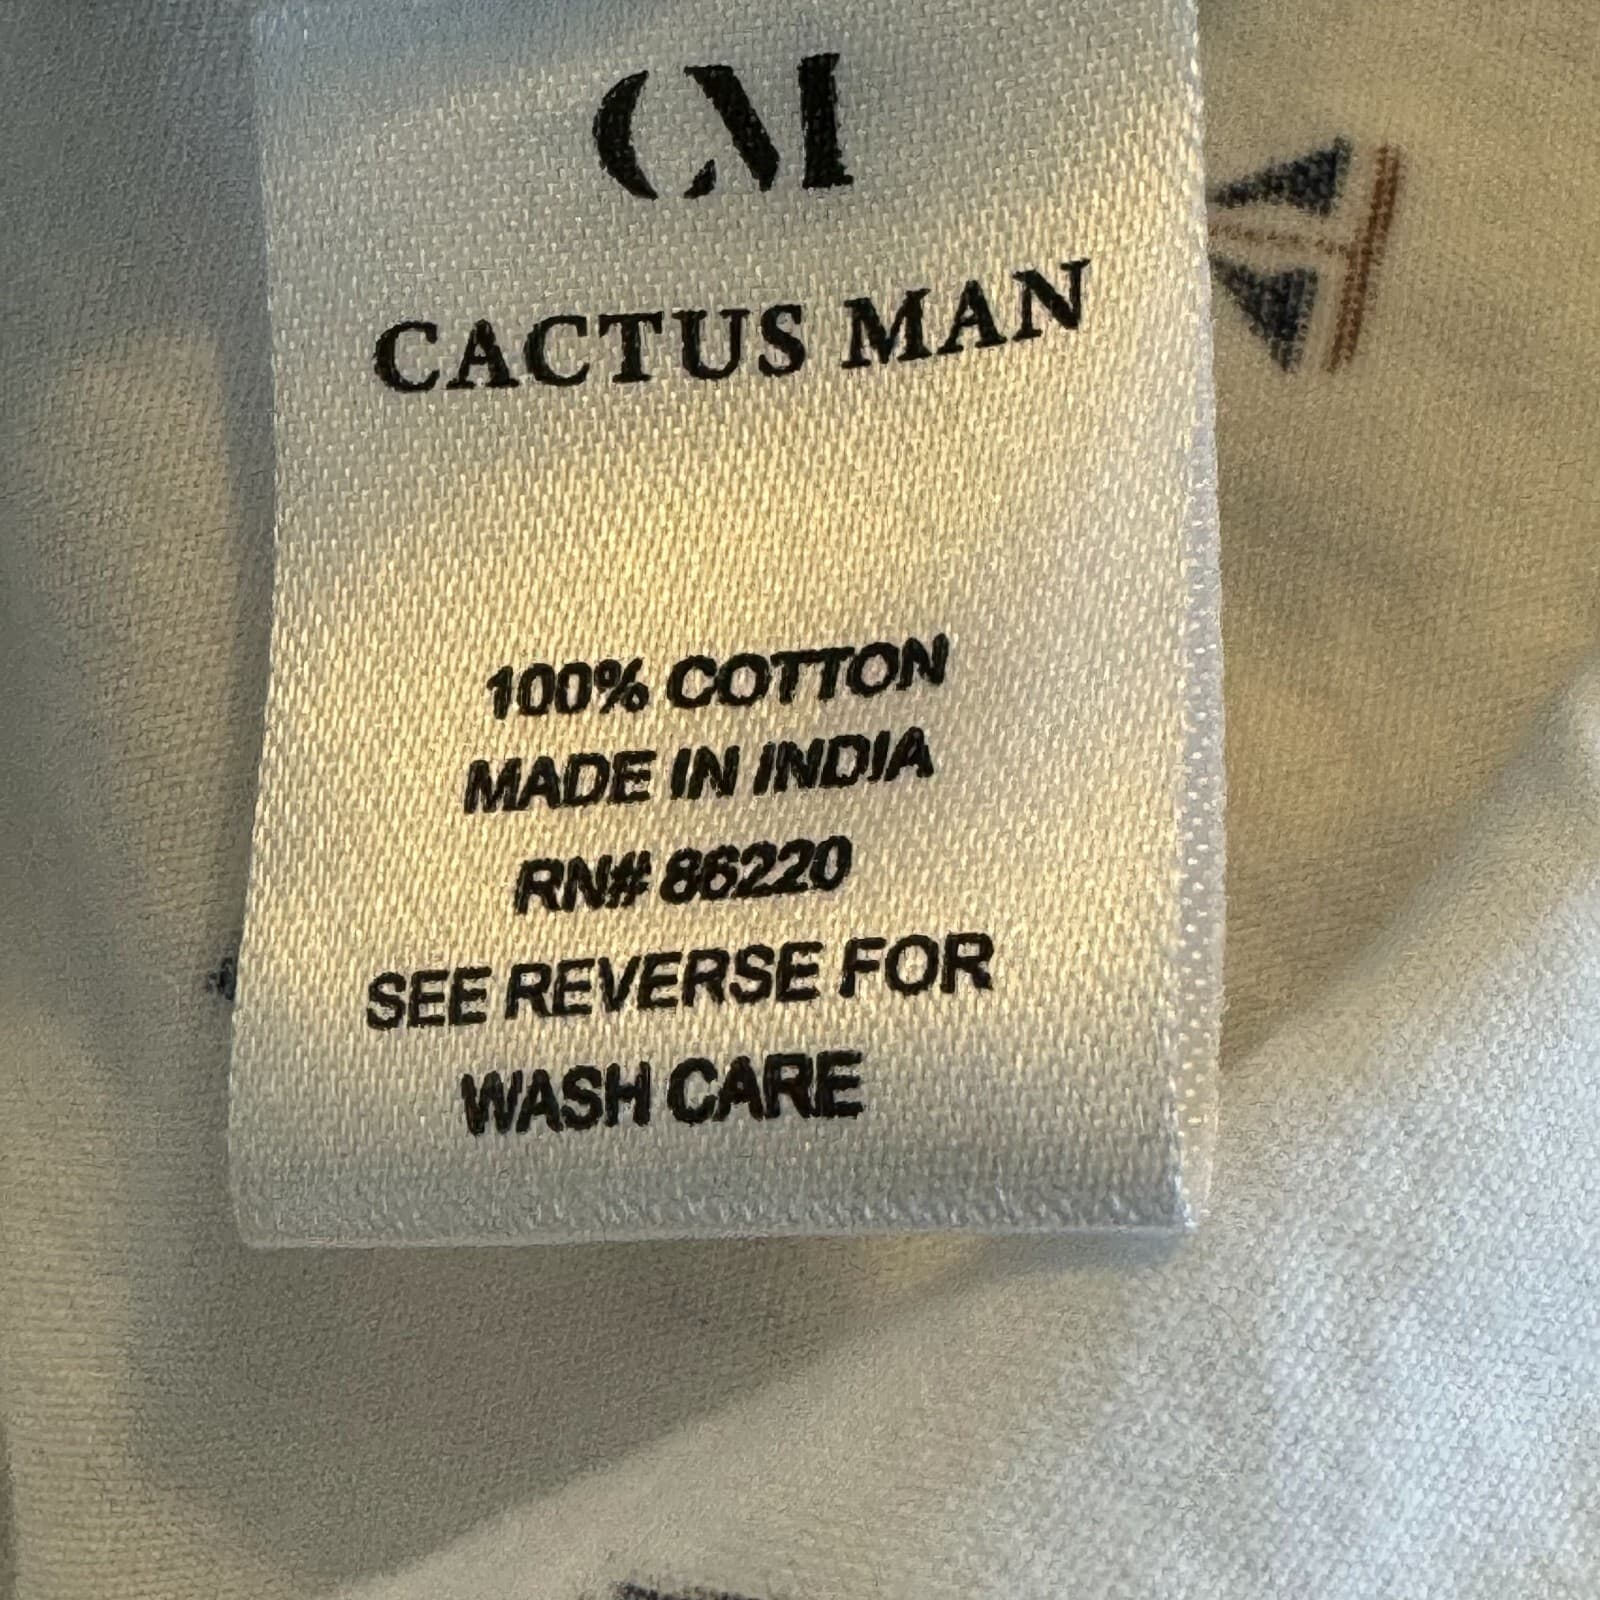 CM
CACTUS MAN
100% COTTON
MADE IN INDIA
RN# 86220
SEE REVERSE FOR
WASH CARE